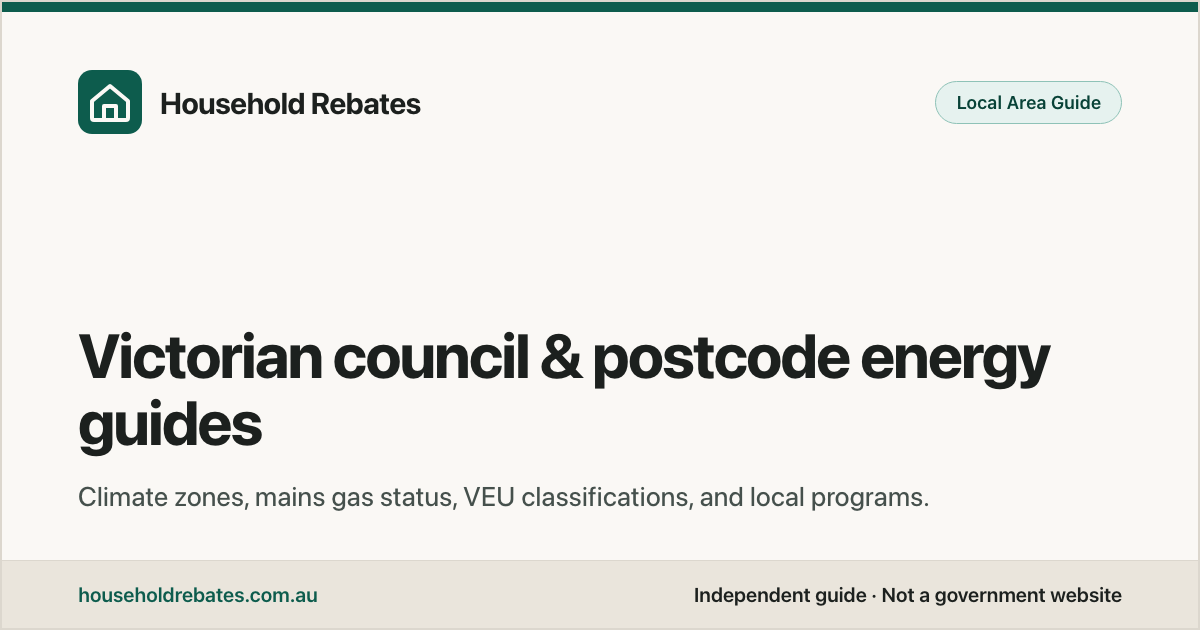 Household Rebates
Local Area Guide
Victorian council & postcode energy
guides
Climate zones, mains gas status, VEU classifications, and local programs.
householdrebates.com.au
Independent guide · Not a government website